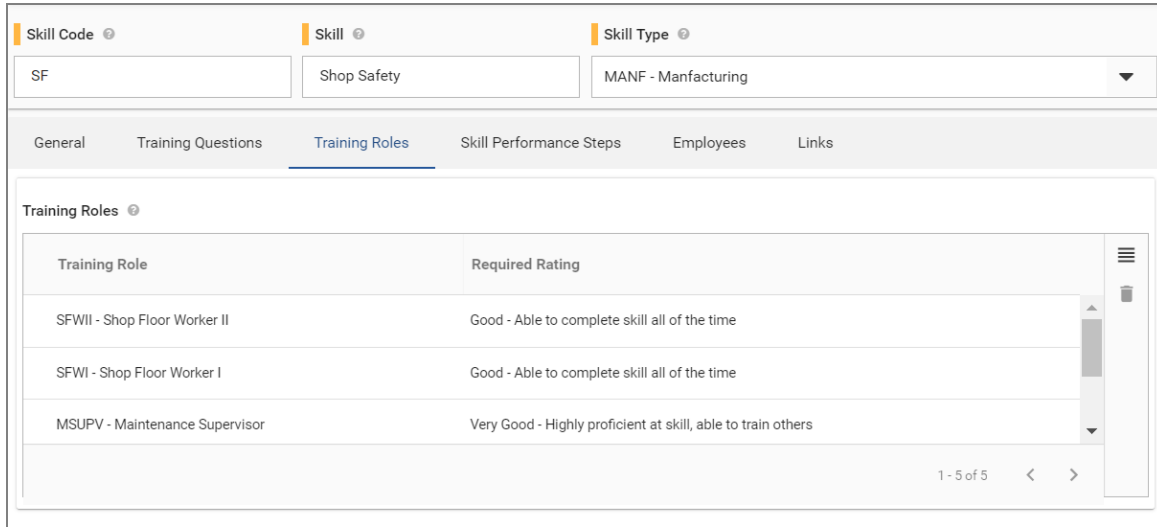 Skill Code Skill Skill Type
SF Shop Safety MANF - Manfacturing
General Training Questions Training Roles Skill Performance Steps Employees Links
Training Roles
Training Role Required Rating
SFWII - Shop Floor Worker II Good - Able to complete skill all of the time
SFWI - Shop Floor Worker I Good - Able to complete skill all of the time
MSUPV - Maintenance Supervisor Very Good - Highly proficient at skill, able to train others
1 - 5 of 5